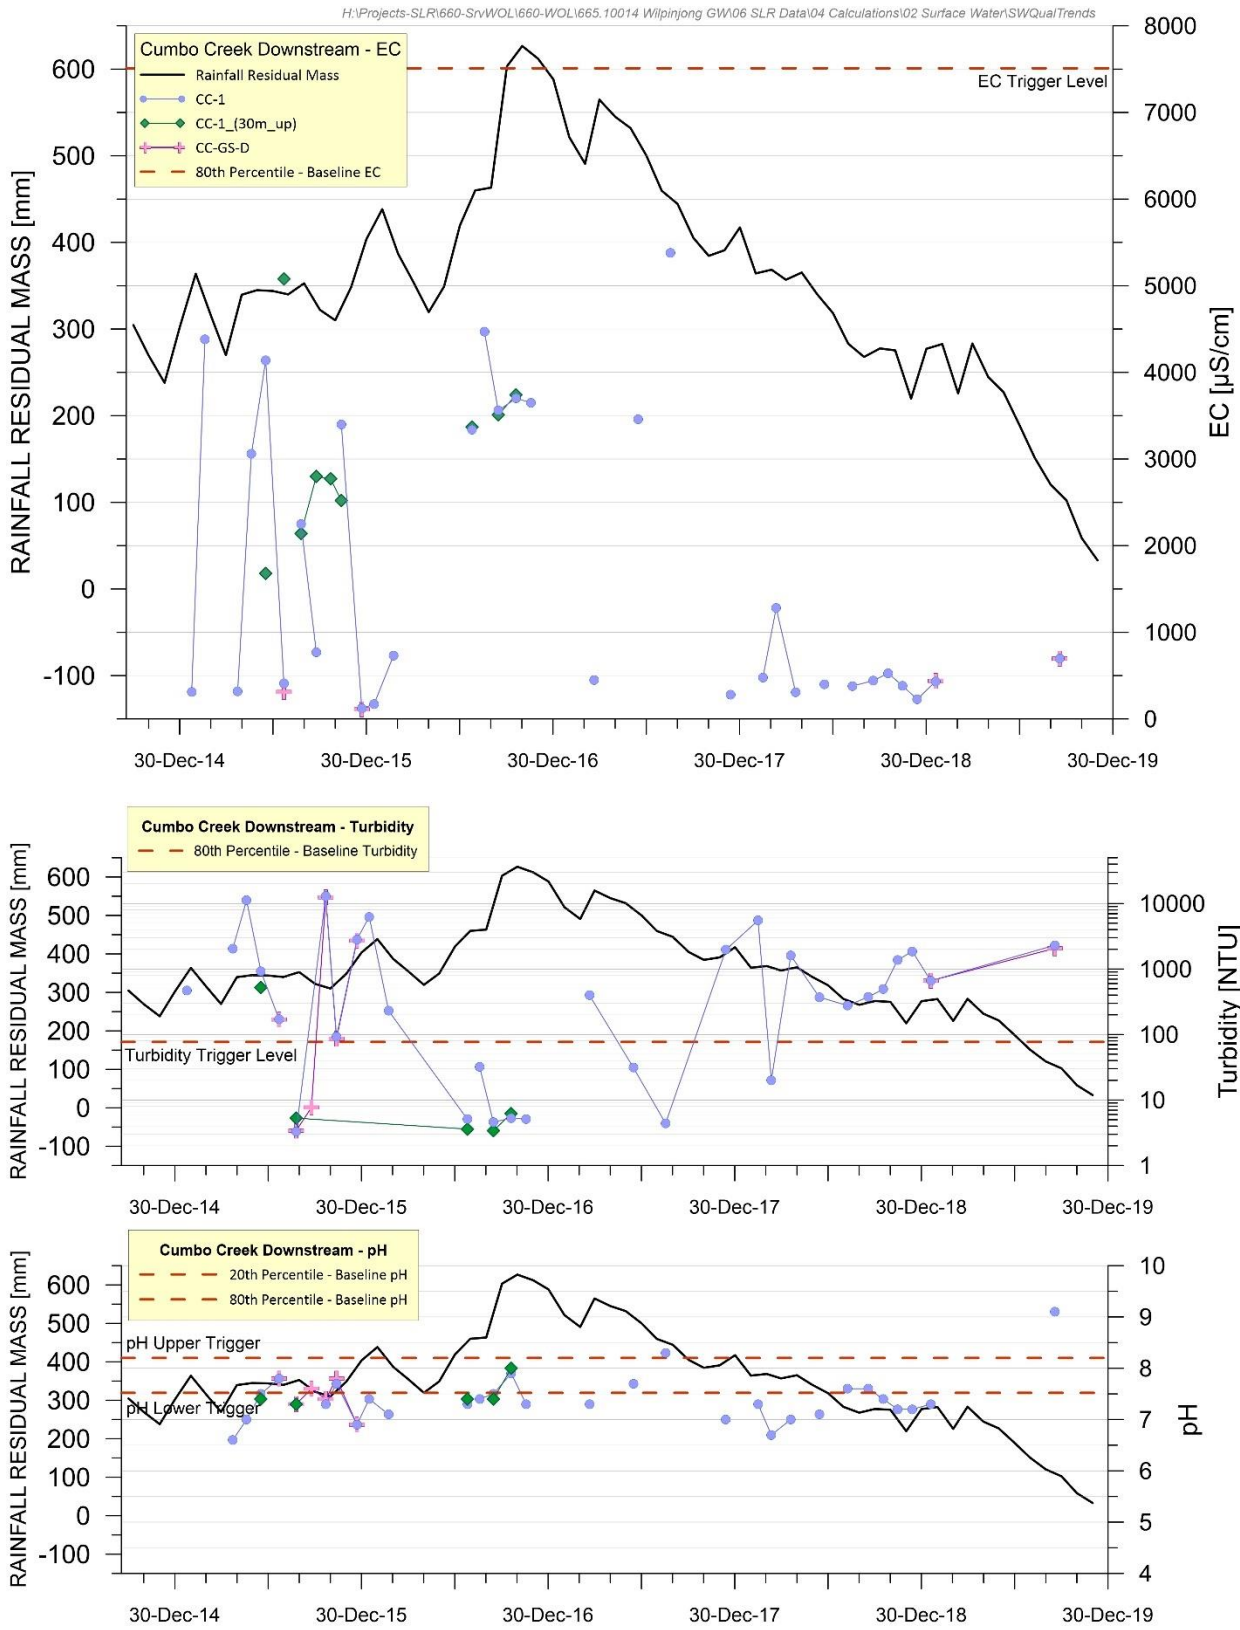 H:\Projects-SLR\660-SrvWOL\660-WOL\665.10014 Wilpinjong GW\06 SLR Data\04 Calculations\02 Surface Water\SWQualTrends
Cumbo Creek Downstream - EC
Rainfall Residual Mass
CC-1
CC-1_(30m_up)
CC-GS-D
80th Percentile - Baseline EC
EC Trigger Level
RAINFALL RESIDUAL MASS [mm]
600
500
400
300
200
100
0
-100
8000
7000
6000
5000
4000
3000
2000
1000
0
EC [µS/cm]
30-Dec-14 30-Dec-15 30-Dec-16 30-Dec-17 30-Dec-18 30-Dec-19
Cumbo Creek Downstream - Turbidity
80th Percentile - Baseline Turbidity
RAINFALL RESIDUAL MASS [mm]
600
500
400
300
200
100
0
-100
Turbidity Trigger Level
10000
1000
100
10
1
Turbidity [NTU]
30-Dec-14 30-Dec-15 30-Dec-16 30-Dec-17 30-Dec-18 30-Dec-19
Cumbo Creek Downstream - pH
20th Percentile - Baseline pH
80th Percentile - Baseline pH
RAINFALL RESIDUAL MASS [mm]
600
500
400
300
200
100
0
-100
pH Upper Trigger
pH Lower Trigger
10
9
8
7
6
5
4
pH
30-Dec-14 30-Dec-15 30-Dec-16 30-Dec-17 30-Dec-18 30-Dec-19